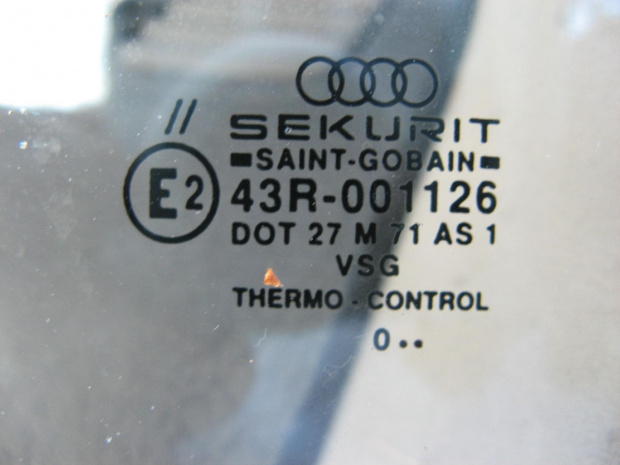 //
SEKURIT
SAINT-GOBAIN
E2 43R-001126
DOT 27 M 71 AS 1
VSG
THERMO-CONTROL
0••